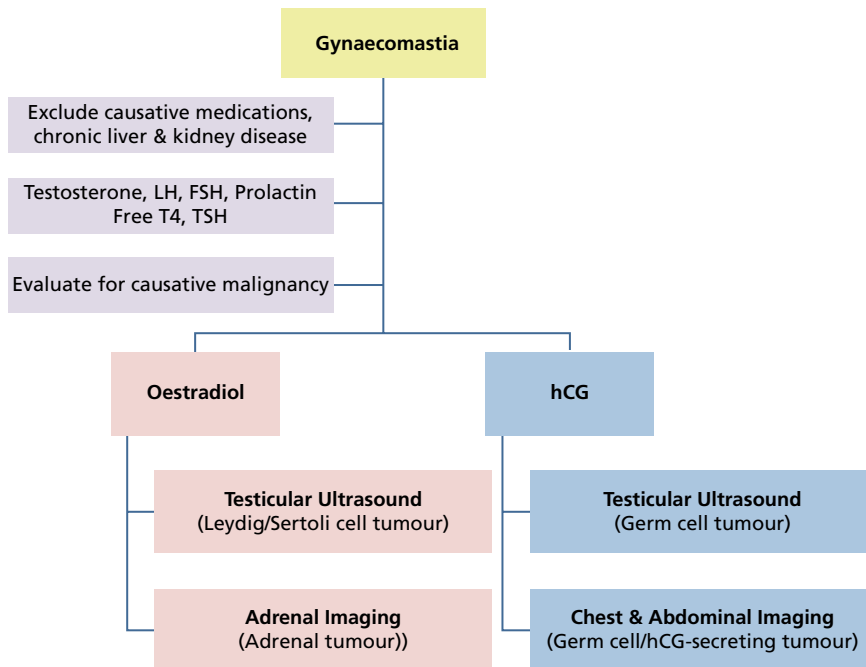 Gynaecomastia
Exclude causative medications,
chronic liver & kidney disease
Testosterone, LH, FSH, Prolactin
Free T4, TSH
Evaluate for causative malignancy
Oestradiol
hCG
Testicular Ultrasound
(Leydig/Sertoli cell tumour)
Adrenal Imaging
(Adrenal tumour))
Testicular Ultrasound
(Germ cell tumour)
Chest & Abdominal Imaging
(Germ cell/hCG-secreting tumour)